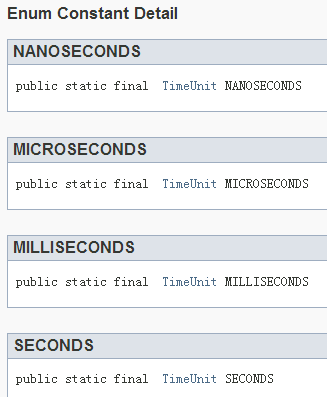 Enum Constant Detail
NANOSECONDS
public static final TimeUnit NANOSECONDS
MICROSECONDS
public static final TimeUnit MICROSECONDS
MILLISECONDS
public static final TimeUnit MILLISECONDS
SECONDS
public static final TimeUnit SECONDS